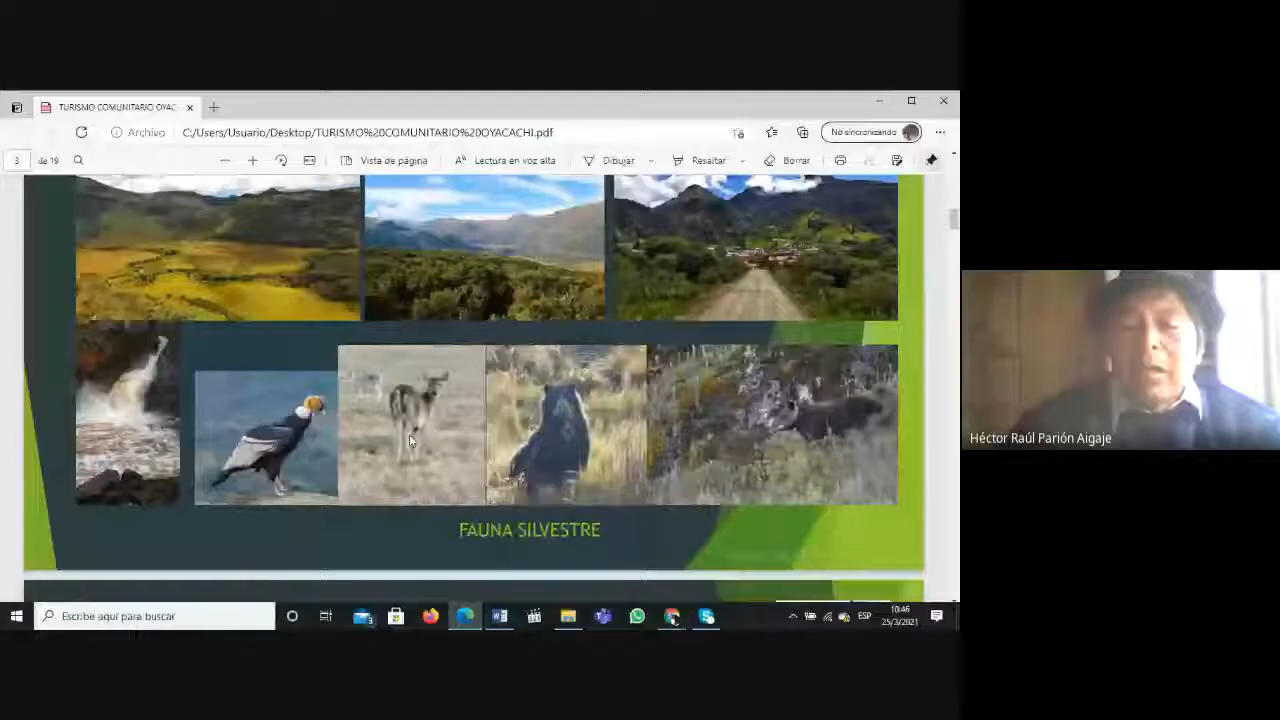 TURISMO COMUNITARIO OYAC
Archivo C:/Users/Usuario/Desktop/TURISMO%20COMUNITARIO%20OYACACHI.pdf No sincronizando
3 de 19 Vista de página Lectura en voz alta Dibujar Resaltar Borrar
FAUNA SILVESTRE
Héctor Raúl Parión Aigaje
Escribe aquí para buscar
ESP
10:46
25/3/2021